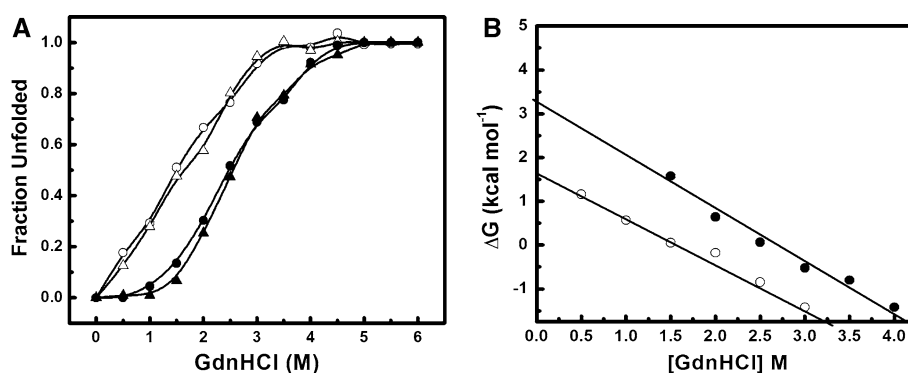 A
Fraction Unfolded
1.0
0.8
0.6
0.4
0.2
0.0
0 1 2 3 4 5 6
GdnHCl (M)
B
ΔG (kcal mol⁻¹)
5
4
3
2
1
0
-1
0.0 0.5 1.0 1.5 2.0 2.5 3.0 3.5 4.0
[GdnHCl] M